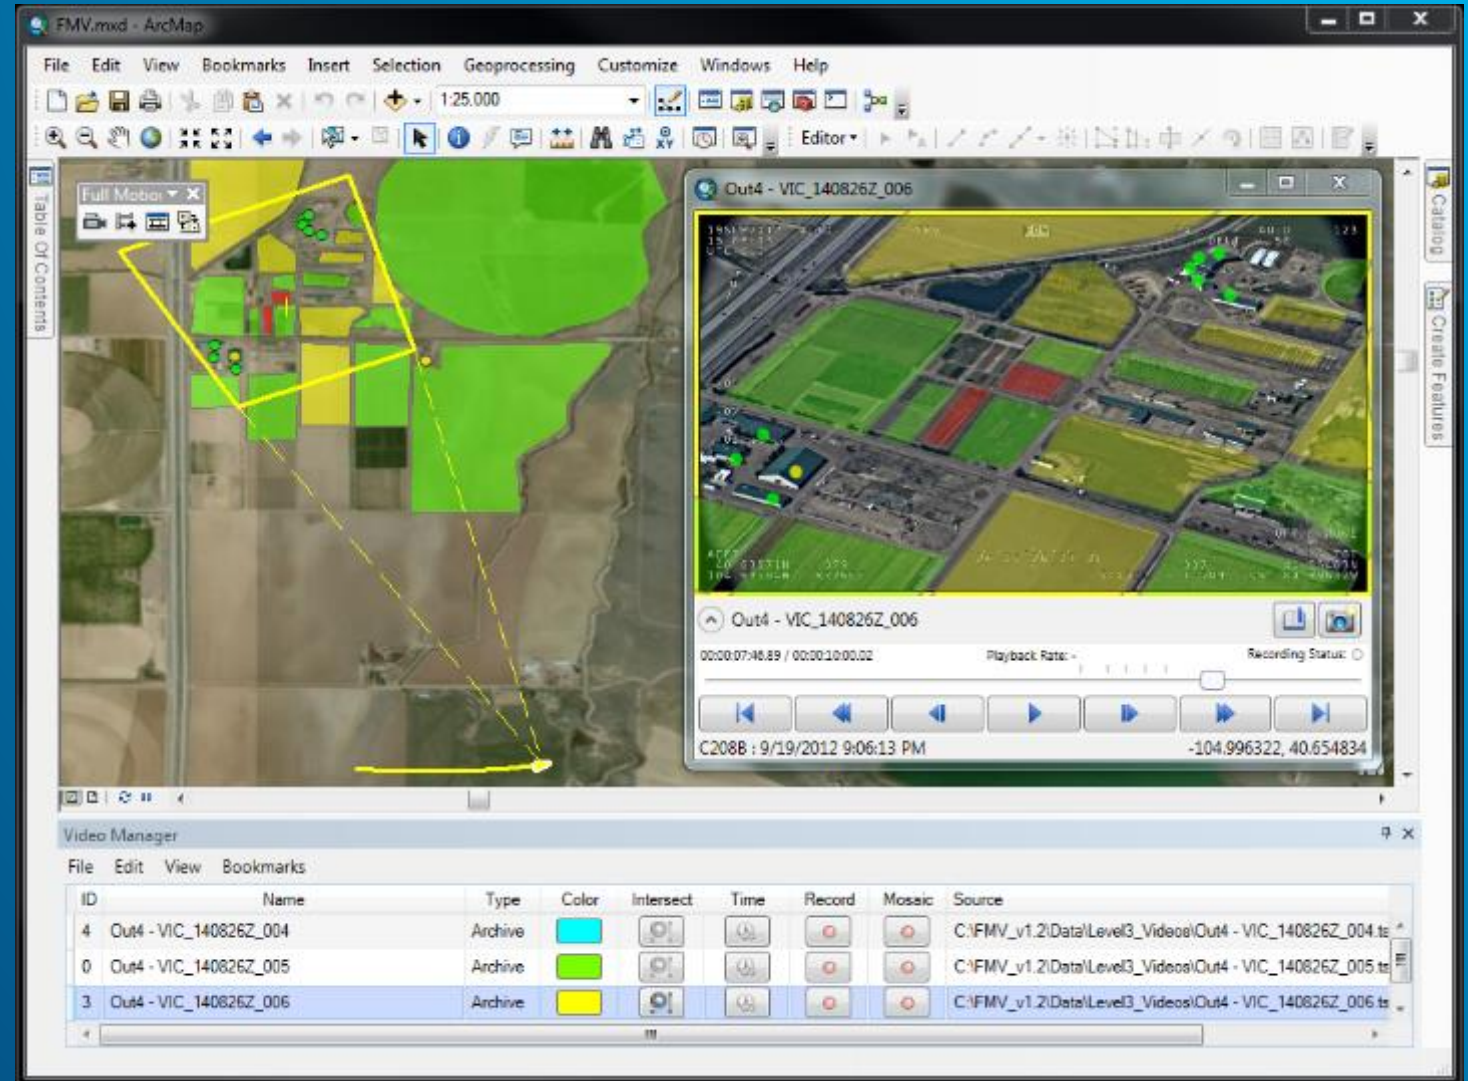 FMV.mxd - ArcMap
File Edit View Bookmarks Insert Selection Geoprocessing Customize Windows Help
1:25.000
Editor
Table Of Contents
Full Motion
Out4 - VIC_140826Z_006
Catalog
Create Features
Out4 - VIC_140826Z_006
00:00:07:46.89 / 00:00:10:00.02 Playback Rate: - Recording Status:
C208B : 9/19/2012 9:06:13 PM -104.996322, 40.654834
Video Manager
File Edit View Bookmarks
ID Name Type Color Intersect Time Record Mosaic Source
4 Out4 - VIC_140826Z_004 Archive C:\FMV_v1.2\Data\Level3_Videos\Out4 - VIC_140826Z_004.ts
0 Out4 - VIC_140826Z_005 Archive C:\FMV_v1.2\Data\Level3_Videos\Out4 - VIC_140826Z_005.ts
3 Out4 - VIC_140826Z_006 Archive C:\FMV_v1.2\Data\Level3_Videos\Out4 - VIC_140826Z_006.ts